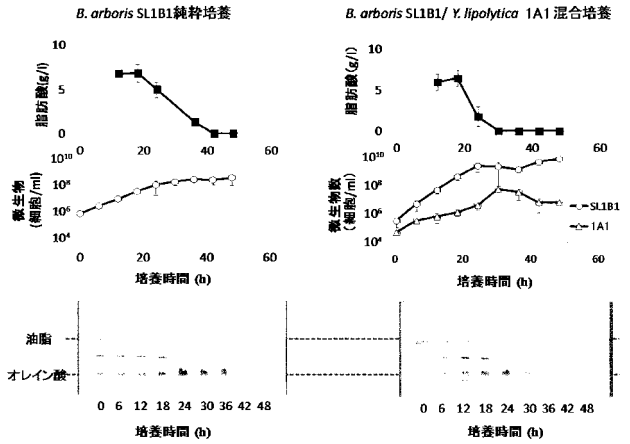 B. arboris SL1B1純粋培養
B. arboris SL1B1/ Y. lipolytica 1A1 混合培養
脂肪酸(g/l)
10
5
0
0 20 40 60
微生物
(細胞/ml)
10¹⁰
10⁸
10⁶
10⁴
0 20 40 60
培養時間 (h)
脂肪酸(g/l)
10
5
0
0 20 40 60
微生物数
(細胞/ml)
10¹⁰
10⁸
10⁶
10⁴
0 20 40 60
培養時間 (h)
SL1B1
1A1
油脂
オレイン酸
0 6 12 18 24 30 36 42 48
培養時間 (h)
0 6 12 18 24 30 36 42 48
培養時間 (h)